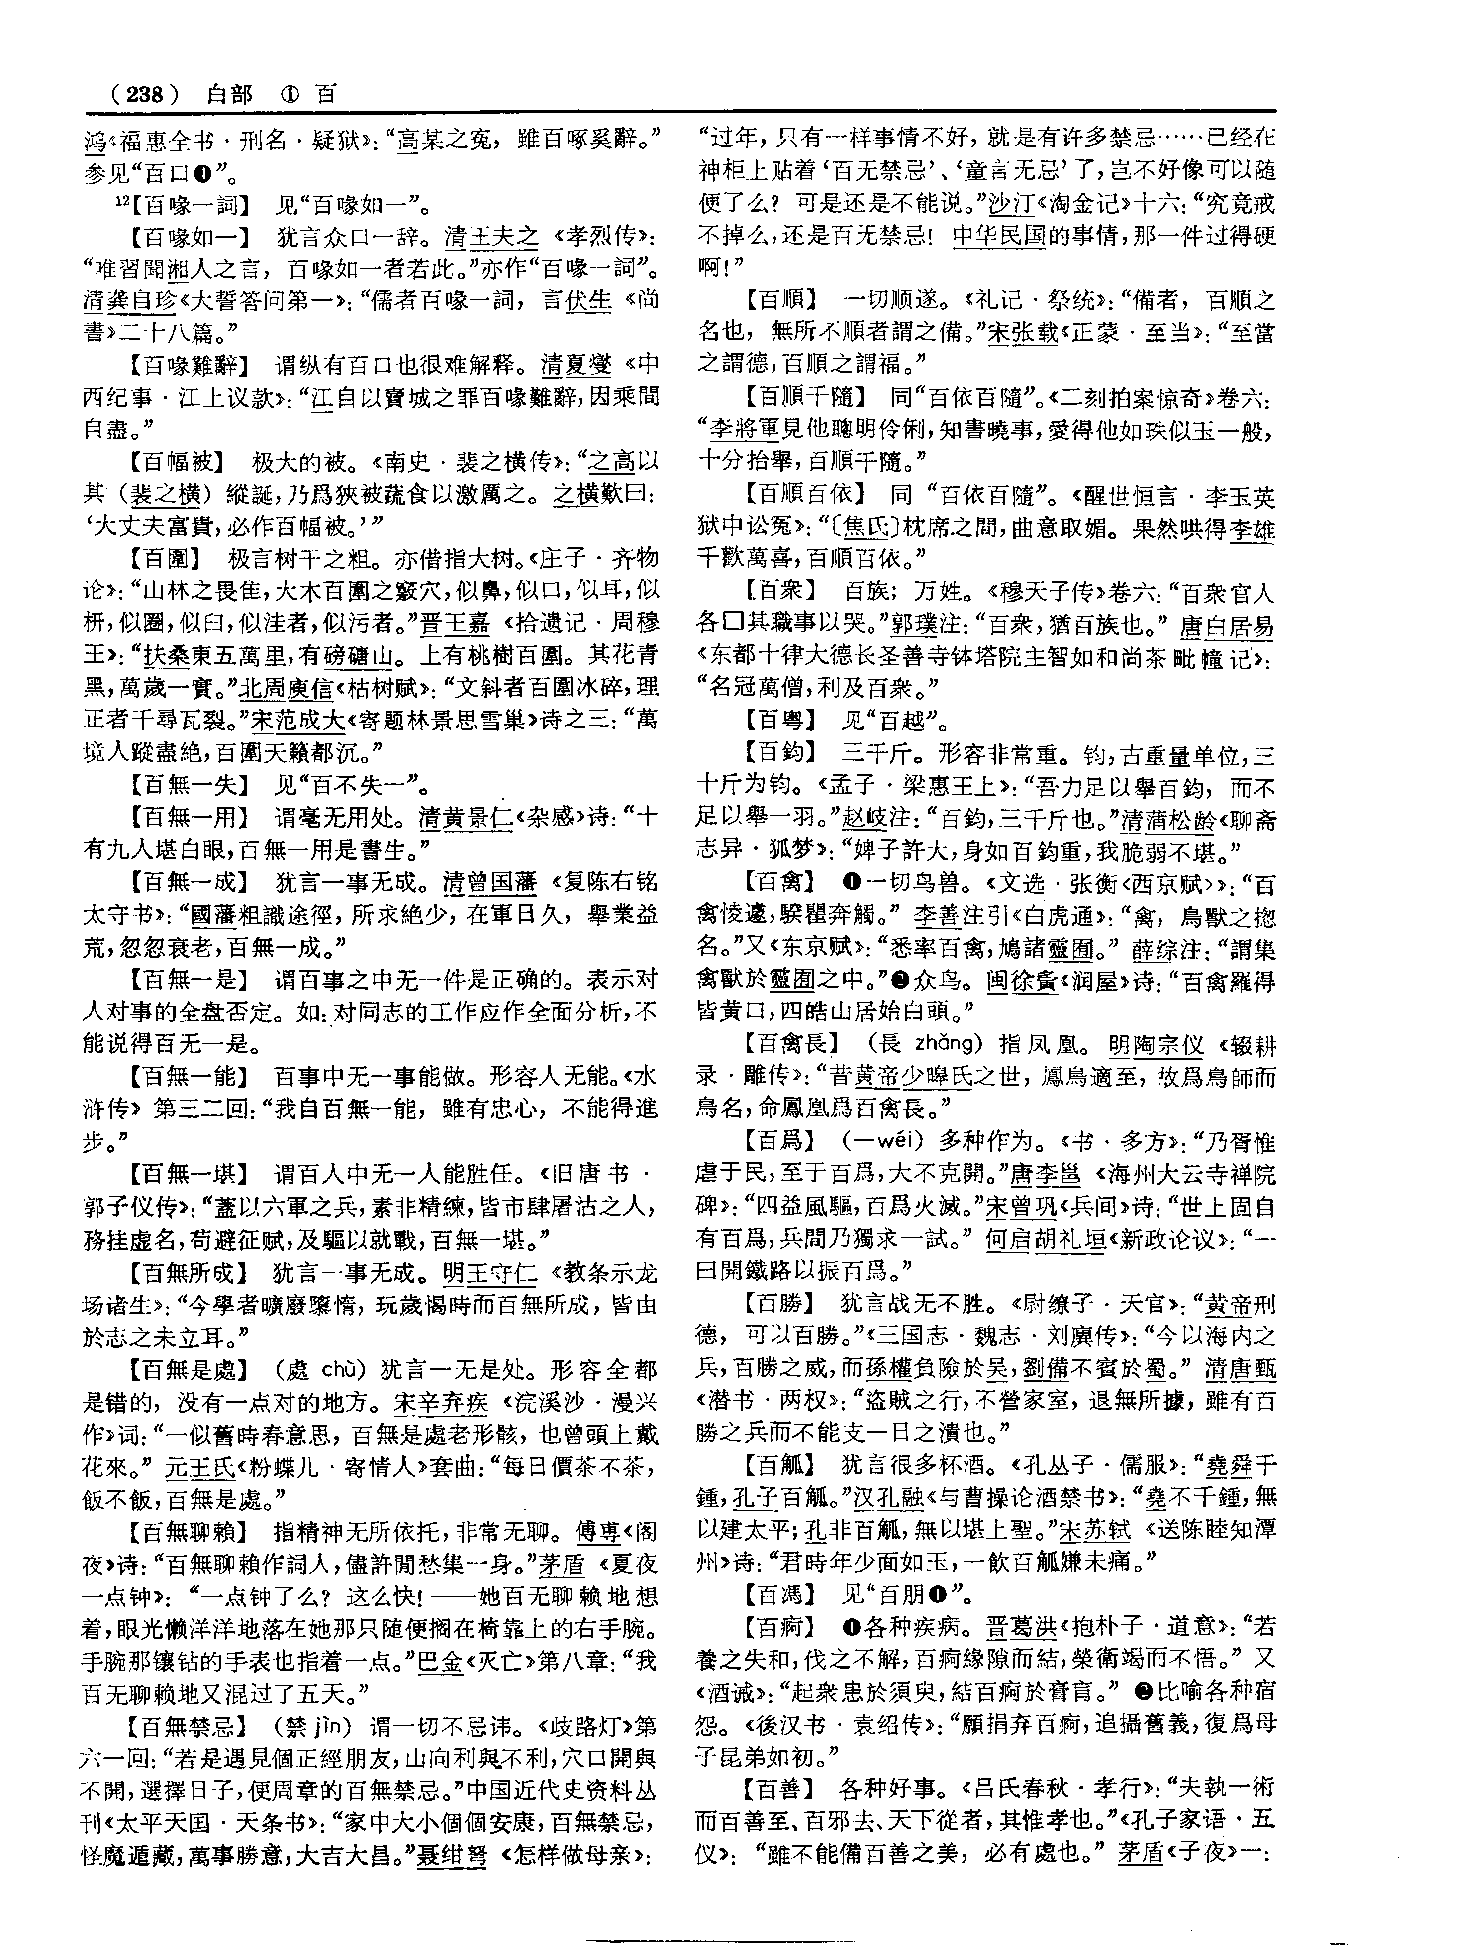 （238） 白部 ① 百
鸿《福惠全书·刑名·疑狱》：“高某之冤，雖百啄奚辭。”
参见“百口❶”。
¹²【百喙一詞】 见“百喙如一”。
【百喙如一】 犹言众口一辞。清王夫之《孝烈传》：
“唯習聞湘人之言，百喙如一者若此。”亦作“百喙一詞”。
清龚自珍《大誓答问第一》：“儒者百喙一詞，言伏生《尚
書》二十八篇。”
【百喙難辭】 谓纵有百口也很难解释。清夏燮《中
西纪事·江上议款》：“江自以賣城之罪百喙難辭，因乘間
自盡。”
【百幅被】 极大的被。《南史·裴之横传》：“之高以
其（裴之横）縱誕，乃爲狹被蔬食以激厲之。之横歎曰：
‘大丈夫富貴，必作百幅被。’”
【百圍】 极言树干之粗。亦借指大树。《庄子·齐物
论》：“山林之畏隹，大木百圍之竅穴，似鼻，似口，似耳，似
枅，似圈，似臼，似洼者，似污者。”晋王嘉《拾遗记·周穆
王》：“扶桑東五萬里，有磅磄山。上有桃樹百圍。其花青
黑，萬歲一實。”北周庾信《枯树赋》：“文斜者百圍冰碎，理
正者千尋瓦裂。”宋范成大《寄题林景思雪巢》诗之三：“萬
境人蹤盡絶，百圍天籟都沉。”
【百無一失】 见“百不失一”。
【百無一用】 谓毫无用处。清黄景仁《杂感》诗：“十
有九人堪白眼，百無一用是書生。”
【百無一成】 犹言一事无成。清曾国藩《复陈右铭
太守书》：“國藩粗識途徑，所求絶少，在軍日久，舉業益
荒，忽忽衰老，百無一成。”
【百無一是】 谓百事之中无一件是正确的。表示对
人对事的全盘否定。如：对同志的工作应作全面分析，不
能说得百无一是。
【百無一能】 百事中无一事能做。形容人无能。《水
浒传》第三二回：“我自百無一能，雖有忠心，不能得進
步。”
【百無一堪】 谓百人中无一人能胜任。《旧唐书·
郭子仪传》：“蓋以六軍之兵，素非精練，皆市肆屠沽之人，
務挂虚名，苟避征赋，及驅以就戰，百無一堪。”
【百無所成】 犹言一事无成。明王守仁《教条示龙
场诸生》：“今學者曠廢隳惰，玩歲愒時而百無所成，皆由
於志之未立耳。”
【百無是處】 （處 chù）犹言一无是处。形容全都
是错的，没有一点对的地方。宋辛弃疾《浣溪沙·漫兴
作》词：“一似舊時春意思，百無是處老形骸，也曾頭上戴
花來。”元王氏《粉蝶儿·寄情人》套曲：“每日價茶不茶，
飯不飯，百無是處。”
【百無聊賴】 指精神无所依托，非常无聊。傅尃《阁
夜》诗：“百無聊賴作詞人，儘許閒愁集一身。”茅盾《夏夜
一点钟》：“一点钟了么？这么快！——她百无聊赖地想
着，眼光懒洋洋地落在她那只随便搁在椅靠上的右手腕。
手腕那镶钻的手表也指着一点。”巴金《灭亡》第八章：“我
百无聊赖地又混过了五天。”
【百無禁忌】 （禁 jìn）谓一切不忌讳。《歧路灯》第
六一回：“若是遇見個正經朋友，山向利與不利，穴口開與
不開，選擇日子，便周章的百無禁忌。”中国近代史资料丛
刊《太平天国·天条书》：“家中大小個個安康，百無禁忌，
怪魔遁藏，萬事勝意，大吉大昌。”聂绀弩《怎样做母亲》：
“过年，只有一样事情不好，就是有许多禁忌……已经在
神柜上贴着‘百无禁忌’、‘童言无忌’了，岂不好像可以随
便了么？可是还是不能说。”沙汀《淘金记》十六：“究竟戒
不掉么，还是百无禁忌！中华民国的事情，那一件过得硬
啊！”
【百順】 一切顺遂。《礼记·祭统》：“備者，百順之
名也，無所不順者謂之備。”宋张载《正蒙·至当》：“至當
之謂德，百順之謂福。”
【百順千隨】 同“百依百隨”。《二刻拍案惊奇》卷六：
“李將軍見他聰明伶俐，知書曉事，愛得他如珠似玉一般，
十分抬舉，百順千隨。”
【百順百依】 同“百依百隨”。《醒世恒言·李玉英
狱中讼冤》：“〔焦氏〕枕席之間，曲意取媚。果然哄得李雄
千歡萬喜，百順百依。”
【百衆】 百族；万姓。《穆天子传》卷六：“百衆官人
各囗其職事以哭。”郭璞注：“百衆，猶百族也。”唐白居易
《东都十律大德长圣善寺钵塔院主智如和尚茶毗幢记》：
“名冠萬僧，利及百衆。”
【百粤】 见“百越”。
【百鈞】 三千斤。形容非常重。钧，古重量单位，三
十斤为钧。《孟子·梁惠王上》：“吾力足以舉百鈞，而不
足以舉一羽。”赵岐注：“百鈞，三千斤也。”清蒲松龄《聊斋
志异·狐梦》：“婢子許大，身如百鈞重，我脆弱不堪。”
【百禽】 ❶一切鸟兽。《文选·张衡〈西京赋〉》：“百
禽㥄遽，騤瞿奔觸。”李善注引《白虎通》：“禽，鳥獸之揔
名。”又《东京赋》：“悉率百禽，鳩諸靈囿。”薛综注：“謂集
禽獸於靈囿之中。”❷众鸟。闽徐夤《润屋》诗：“百禽羅得
皆黄口，四皓山居始白頭。”
【百禽長】 （長 zhǎng）指凤凰。明陶宗仪《辍耕
录·雕传》：“昔黄帝少皞氏之世，鳳鳥適至，故爲鳥師而
鳥名，命鳳凰爲百禽長。”
【百爲】 （—wéi）多种作为。《书·多方》：“乃胥惟
虐于民，至于百爲，大不克開。”唐李邕《海州大云寺禅院
碑》：“四益風驅，百爲火滅。”宋曾巩《兵间》诗：“世上固自
有百爲，兵間乃獨求一試。”何启胡礼垣《新政论议》：“一
曰開鐵路以振百爲。”
【百勝】 犹言战无不胜。《尉缭子·天官》：“黄帝刑
德，可以百勝。”《三国志·魏志·刘廙传》：“今以海内之
兵，百勝之威，而孫權負險於吴，劉備不賓於蜀。”清唐甄
《潜书·两权》：“盗賊之行，不營家室，退無所據，雖有百
勝之兵而不能支一日之潰也。”
【百觚】 犹言很多杯酒。《孔丛子·儒服》：“堯舜千
鍾，孔子百觚。”汉孔融《与曹操论酒禁书》：“堯不千鍾，無
以建太平；孔非百觚，無以堪上聖。”宋苏轼《送陈睦知潭
州》诗：“君時年少面如玉，一飲百觚嫌未痛。”
【百馮】 见“百朋❶”。
【百痾】 ❶各种疾病。晋葛洪《抱朴子·道意》：“若
養之失和，伐之不解，百痾緣隙而結，榮衛竭而不悟。”又
《酒诫》：“起衆患於須臾，結百痾於膏肓。”❷比喻各种宿
怨。《後汉书·袁绍传》：“願捐弃百痾，追攝舊義，復爲母
子昆弟如初。”
【百善】 各种好事。《吕氏春秋·孝行》：“夫執一術
而百善至、百邪去、天下從者，其惟孝也。”《孔子家语·五
仪》：“雖不能備百善之美，必有處也。”茅盾《子夜》一：